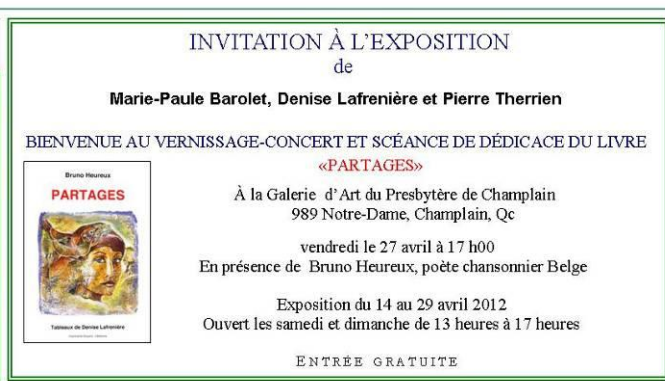 INVITATION À L'EXPOSITION
de
Marie-Paule Barolet, Denise Lafrenière et Pierre Therrien
BIENVENUE AU VERNISSAGE-CONCERT ET SCÉANCE DE DÉDICACE DU LIVRE
«PARTAGES»
Bruno Heureux
PARTAGES
Tableaux de Denise Lafrenière
À la Galerie d'Art du Presbytère de Champlain
989 Notre-Dame, Champlain, Qc
vendredi le 27 avril à 17 h00
En présence de Bruno Heureux, poète chansonnier Belge
Exposition du 14 au 29 avril 2012
Ouvert les samedi et dimanche de 13 heures à 17 heures
ENTRÉE GRATUITE